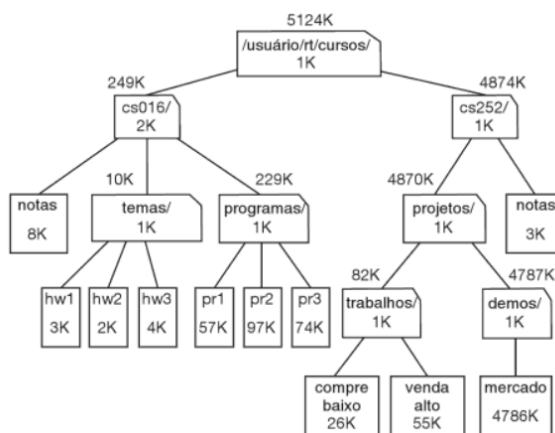 5124K
/usuário/rt/cursos/
1K
249K
4874K
cs016/
2K
cs252/
1K
10K
229K
4870K
notas
8K
temas/
1K
programas/
1K
projetos/
1K
notas
3K
82K
4787K
hw1
3K
hw2
2K
hw3
4K
pr1
57K
pr2
97K
pr3
74K
trabalhos/
1K
demos/
1K
compre
baixo
26K
venda
alto
55K
mercado
4786K